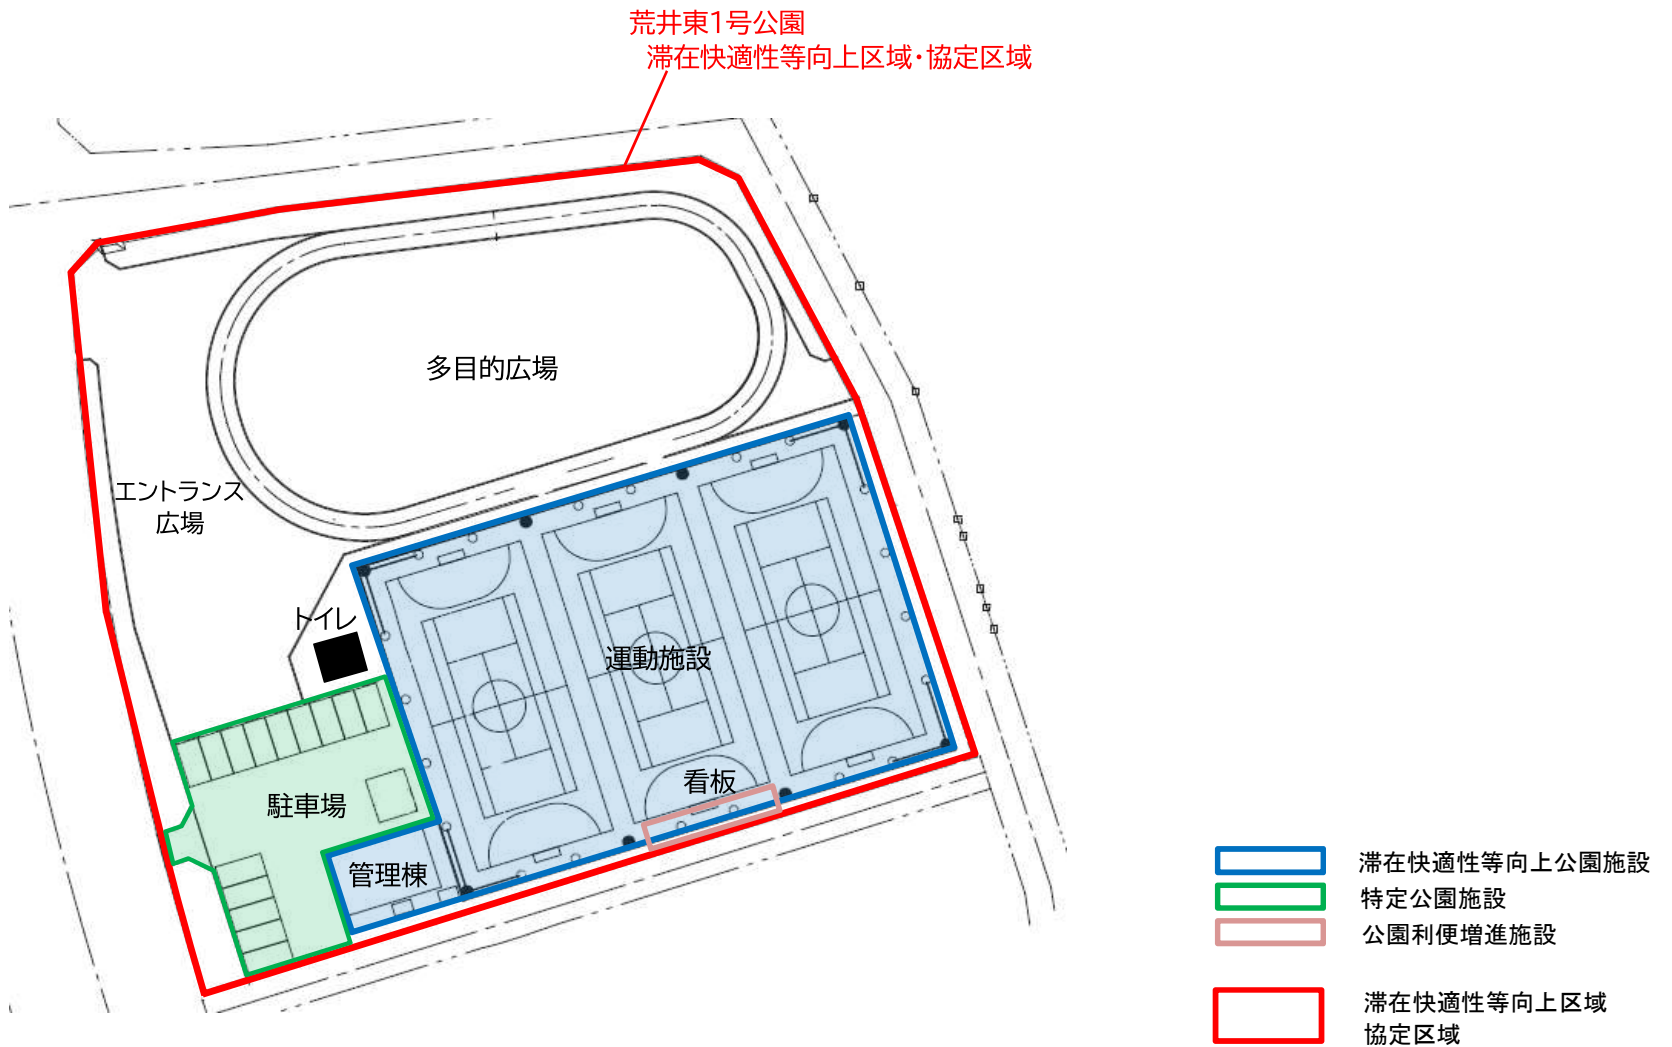 荒井東1号公園
滞在快適性等向上区域・協定区域
多目的広場
エントランス
広場
トイレ
運動施設
看板
駐車場
管理棟
滞在快適性等向上公園施設
特定公園施設
公園利便増進施設
滞在快適性等向上区域
協定区域